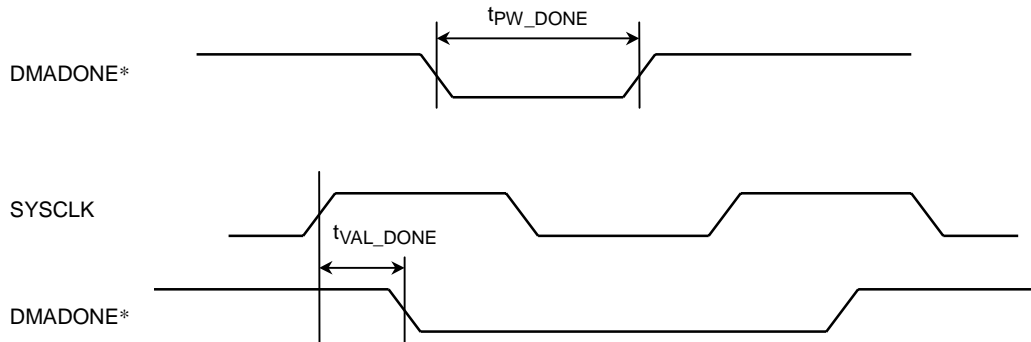 tPW_DONE
DMADONE*
SYSCLK
tVAL_DONE
DMADONE*